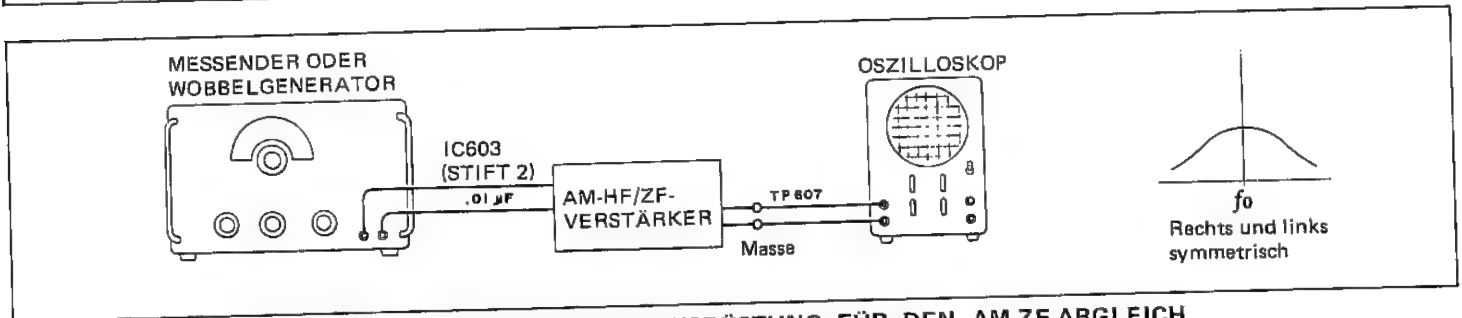 MESSENDER ODER
WOBBELGENERATOR
IC603
(STIFT 2)
.01 µF
AM-HF/ZF-
VERSTÄRKER
TP 607
Masse
OSZILLOSKOP
fo
Rechts und links
symmetrisch
FÜR DEN AM-ZF ABGLEICH